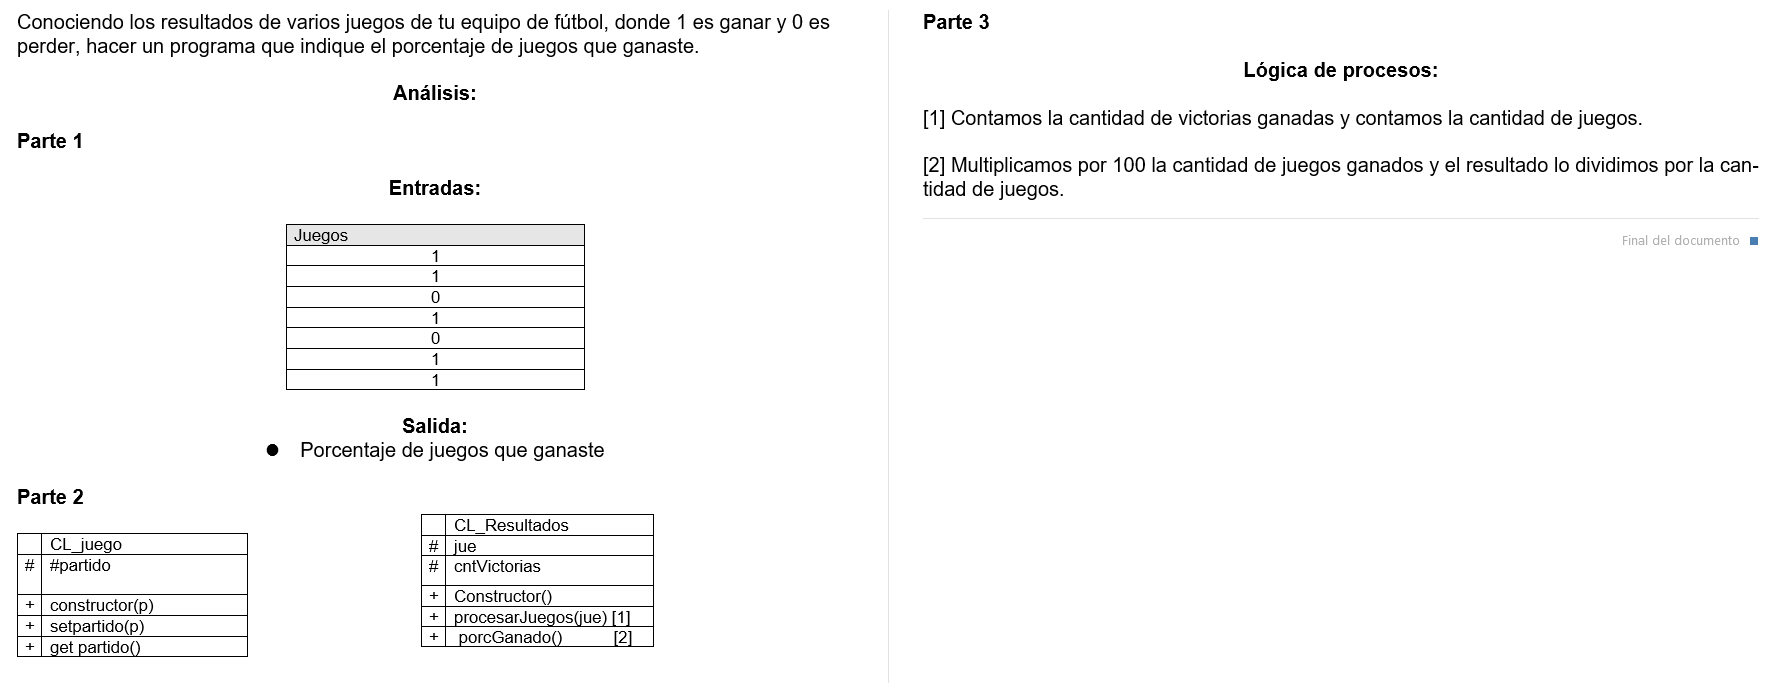 Conociendo los resultados de varios juegos de tu equipo de fútbol, donde 1 es ganar y 0 es
perder, hacer un programa que indique el porcentaje de juegos que ganaste.
Análisis:
Parte 1
Entradas:
Juegos
1
1
0
1
0
1
1
Salida:
● Porcentaje de juegos que ganaste
Parte 2
CL_juego
# #partido
+ constructor(p)
+ setpartido(p)
+ get partido()
CL_Resultados
# jue
# cntVictorias
+ Constructor()
+ procesarJuegos(jue) [1]
+ porcGanado() [2]
Parte 3
Lógica de procesos:
[1] Contamos la cantidad de victorias ganadas y contamos la cantidad de juegos.
[2] Multiplicamos por 100 la cantidad de juegos ganados y el resultado lo dividimos por la can-
tidad de juegos.
Final del documento